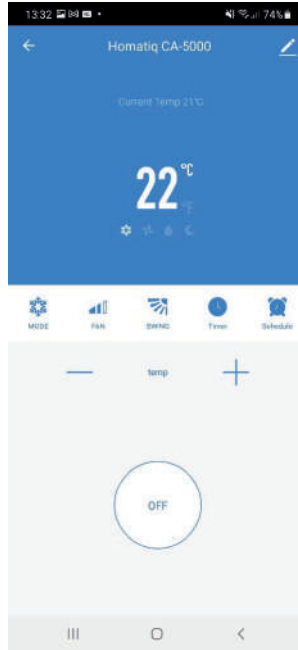 13:32 74%
Homatiq CA-5000
Current Temp 21°C
22 °C
°F
MODE FAN SWING Timer Schedule
temp
OFF